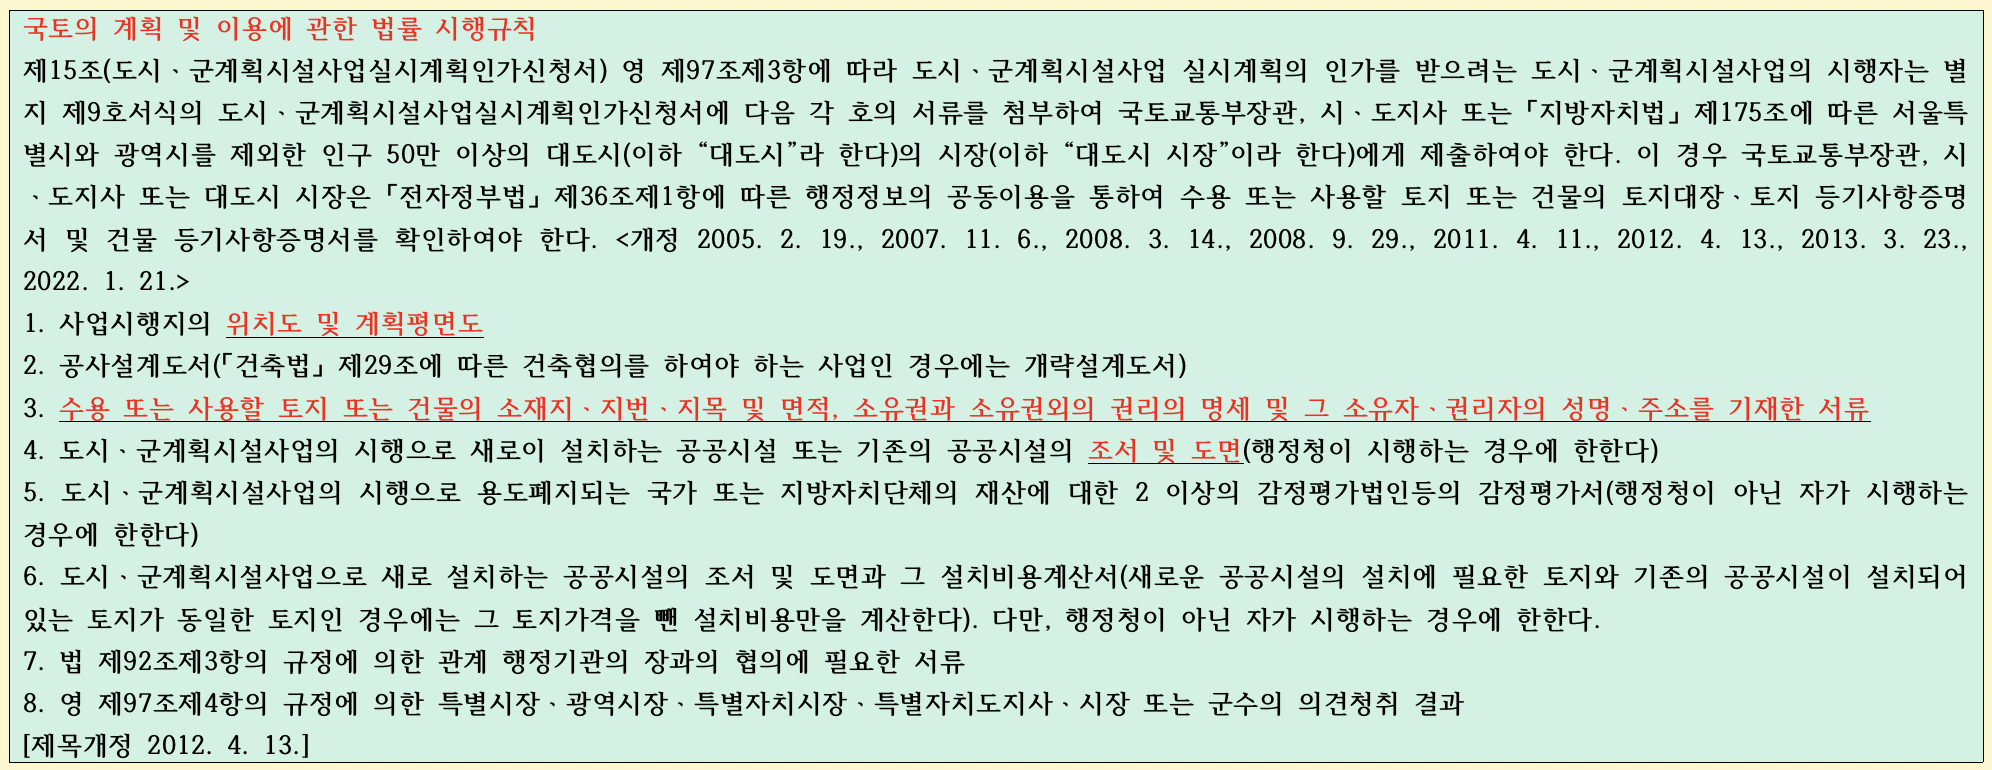 국토의 계획 및 이용에 관한 법률 시행규칙
제15조(도시ㆍ군계획시설사업실시계획인가신청서) 영 제97조제3항에 따라 도시ㆍ군계획시설사업 실시계획의 인가를 받으려는 도시ㆍ군계획시설사업의 시행자는 별
지 제9호서식의 도시ㆍ군계획시설사업실시계획인가신청서에 다음 각 호의 서류를 첨부하여 국토교통부장관, 시ㆍ도지사 또는 「지방자치법」 제175조에 따른 서울특
별시와 광역시를 제외한 인구 50만 이상의 대도시(이하 “대도시”라 한다)의 시장(이하 “대도시 시장”이라 한다)에게 제출하여야 한다. 이 경우 국토교통부장관, 시
ㆍ도지사 또는 대도시 시장은 「전자정부법」 제36조제1항에 따른 행정정보의 공동이용을 통하여 수용 또는 사용할 토지 또는 건물의 토지대장ㆍ토지 등기사항증명
서 및 건물 등기사항증명서를 확인하여야 한다. <개정 2005. 2. 19., 2007. 11. 6., 2008. 3. 14., 2008. 9. 29., 2011. 4. 11., 2012. 4. 13., 2013. 3. 23.,
2022. 1. 21.>
1. 사업시행지의 위치도 및 계획평면도
2. 공사설계도서(「건축법」 제29조에 따른 건축협의를 하여야 하는 사업인 경우에는 개략설계도서)
3. 수용 또는 사용할 토지 또는 건물의 소재지ㆍ지번ㆍ지목 및 면적, 소유권과 소유권외의 권리의 명세 및 그 소유자ㆍ권리자의 성명ㆍ주소를 기재한 서류
4. 도시ㆍ군계획시설사업의 시행으로 새로이 설치하는 공공시설 또는 기존의 공공시설의 조서 및 도면(행정청이 시행하는 경우에 한한다)
5. 도시ㆍ군계획시설사업의 시행으로 용도폐지되는 국가 또는 지방자치단체의 재산에 대한 2 이상의 감정평가법인등의 감정평가서(행정청이 아닌 자가 시행하는
경우에 한한다)
6. 도시ㆍ군계획시설사업으로 새로 설치하는 공공시설의 조서 및 도면과 그 설치비용계산서(새로운 공공시설의 설치에 필요한 토지와 기존의 공공시설이 설치되어
있는 토지가 동일한 토지인 경우에는 그 토지가격을 뺀 설치비용만을 계산한다). 다만, 행정청이 아닌 자가 시행하는 경우에 한한다.
7. 법 제92조제3항의 규정에 의한 관계 행정기관의 장과의 협의에 필요한 서류
8. 영 제97조제4항의 규정에 의한 특별시장ㆍ광역시장ㆍ특별자치시장ㆍ특별자치도지사ㆍ시장 또는 군수의 의견청취 결과
[제목개정 2012. 4. 13.]